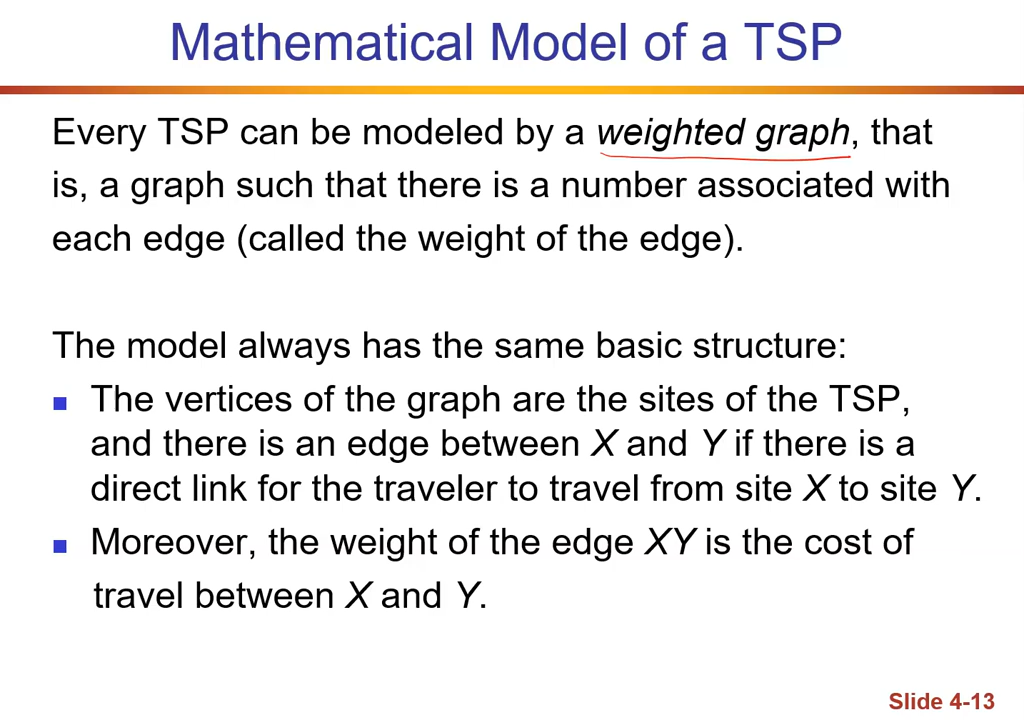 Mathematical Model of a TSP
Every TSP can be modeled by a weighted graph, that
is, a graph such that there is a number associated with
each edge (called the weight of the edge).
The model always has the same basic structure:
The vertices of the graph are the sites of the TSP,
and there is an edge between X and Y if there is a
direct link for the traveler to travel from site X to site Y.
Moreover, the weight of the edge XY is the cost of
travel between X and Y.
Slide 4-13